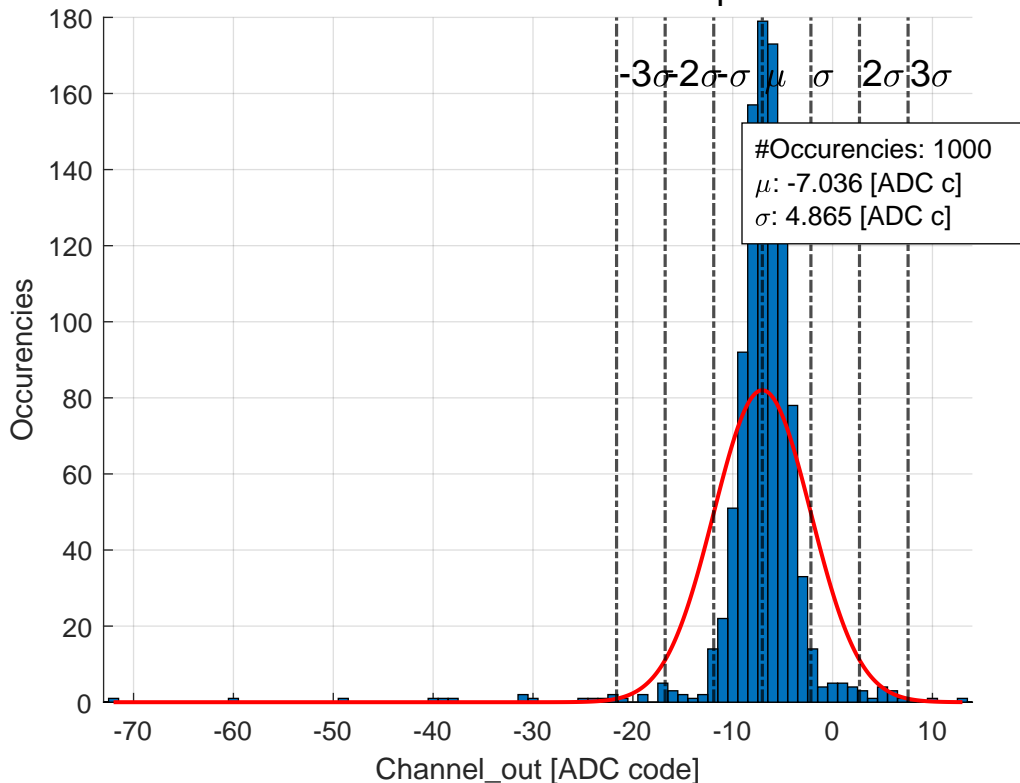 180
160
140
120
100
80
60
40
20
0
Occurencies
-3σ -2σ -σ μ σ 2σ 3σ
#Occurencies: 1000
μ: -7.036 [ADC c]
σ: 4.865 [ADC c]
-70 -60 -50 -40 -30 -20 -10 0 10
Channel_out [ADC code]